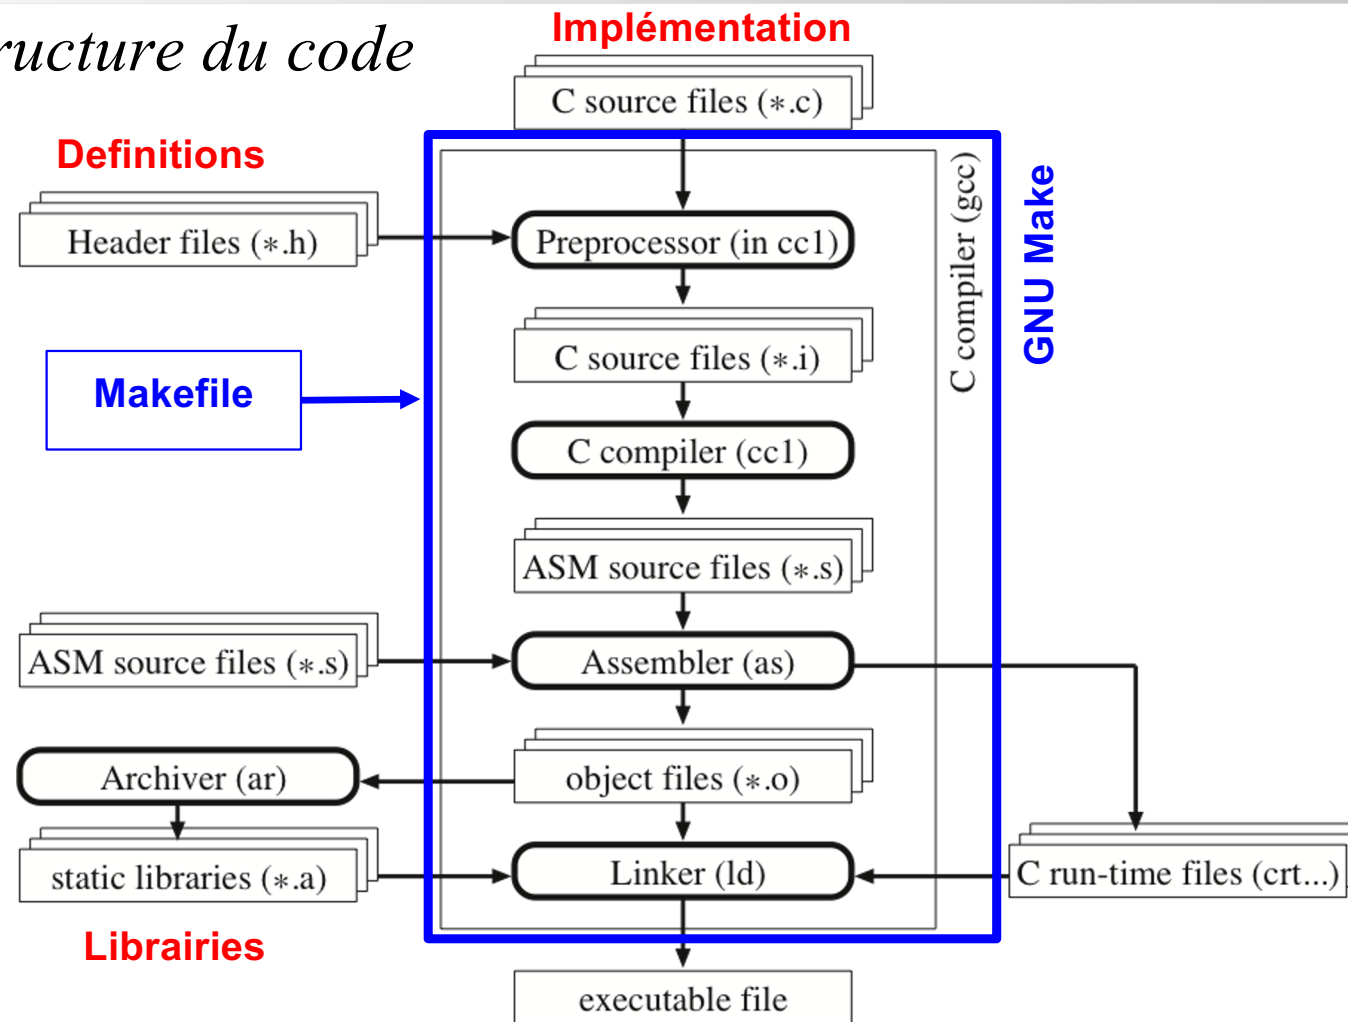 ructure du code
Implémentation
C source files (*.c)
Definitions
Header files (*.h)
Preprocessor (in cc1)
C compiler (gcc)
GNU Make
C source files (*.i)
Makefile
C compiler (cc1)
ASM source files (*.s)
ASM source files (*.s)
Assembler (as)
Archiver (ar)
object files (*.o)
static libraries (*.a)
Linker (ld)
C run-time files (crt...)
Librairies
executable file